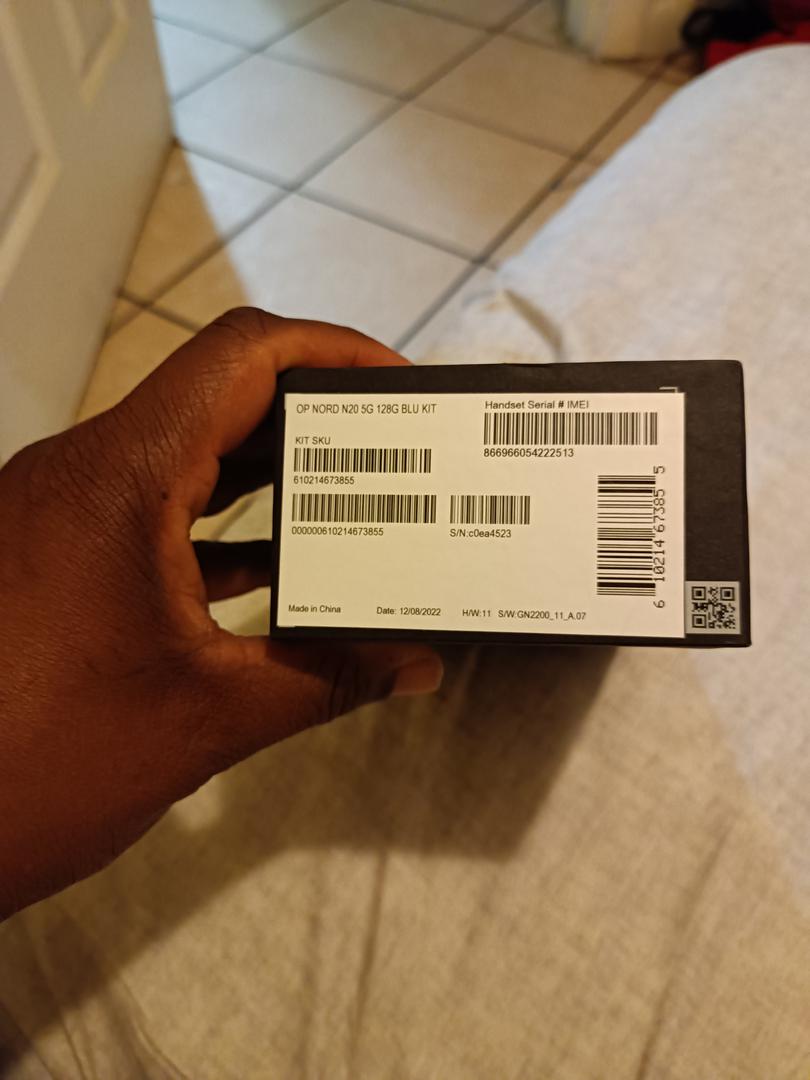 OP NORD N20 5G 128G BLU KIT
Handset Serial # IMEI
866966054222513
KIT SKU
610214673855
000000610214673855
S/N:c0ea4523
6 10214 67385 5
Made in China
Date: 12/08/2022
H/W:11 S/W:GN2200_11_A.07